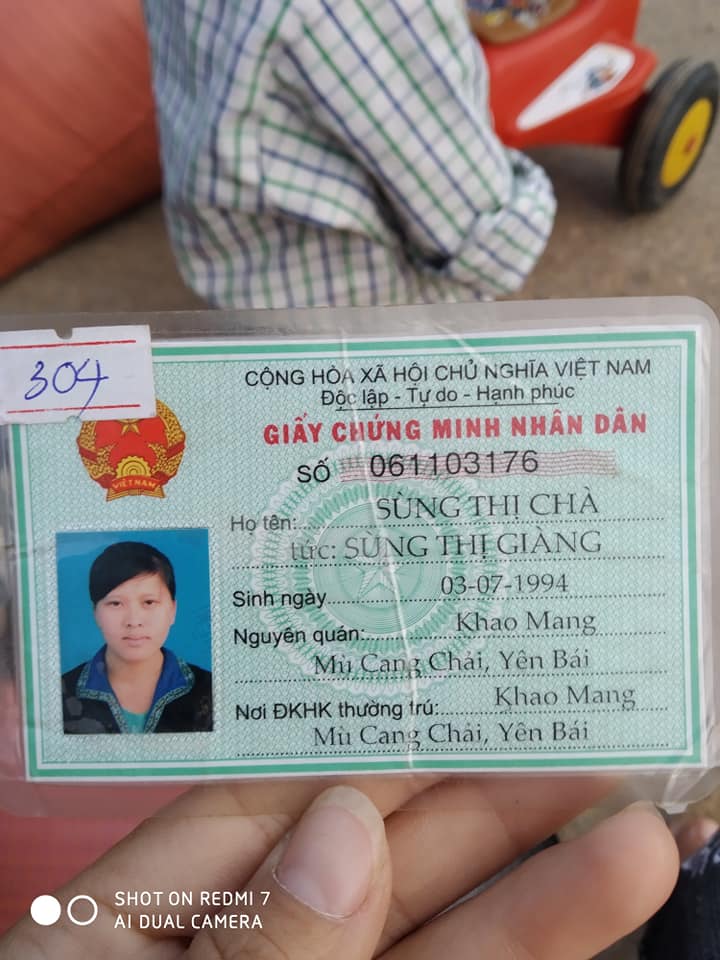 304
CỘNG HÒA XÃ HỘI CHỦ NGHĨA VIỆT NAM
Độc lập - Tự do - Hạnh phúc
GIẤY CHỨNG MINH NHÂN DÂN
SỐ 061103176
VIỆT NAM
Họ tên: SÙNG THỊ CHÀ
tức: SÙNG THỊ GIÀNG
Sinh ngày 03-07-1994
Nguyên quán: Khao Mang
Mù Cang Chải, Yên Bái
Nơi ĐKHK thường trú: Khao Mang
Mù Cang Chải, Yên Bái
SHOT ON REDMI 7
AI DUAL CAMERA